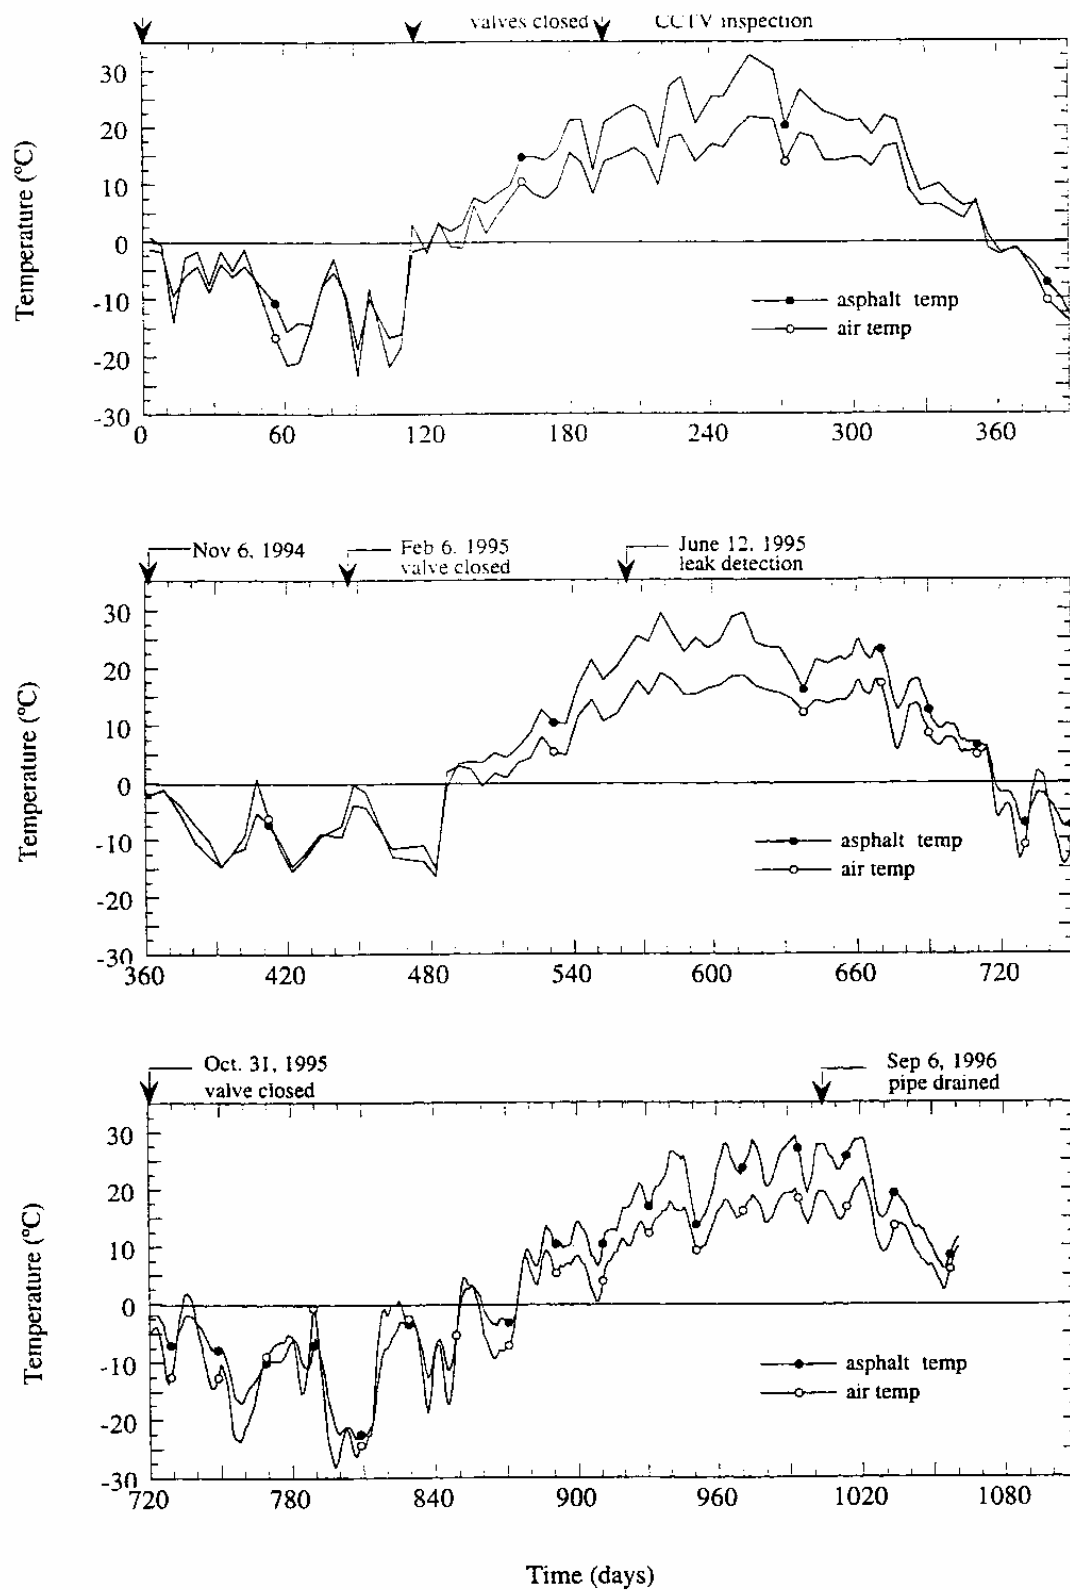 valves closed
CCTV inspection
Temperature (°C)
30
20
10
0
-10
-20
-30
asphalt temp
air temp
0 60 120 180 240 300 360
Nov 6, 1994
Feb 6. 1995
valve closed
June 12, 1995
leak detection
Temperature (°C)
30
20
10
0
-10
-20
-30
asphalt temp
air temp
360 420 480 540 600 660 720
Oct. 31, 1995
valve closed
Sep 6, 1996
pipe drained
Temperature (°C)
30
20
10
0
-10
-20
-30
asphalt temp
air temp
720 780 840 900 960 1020 1080
Time (days)